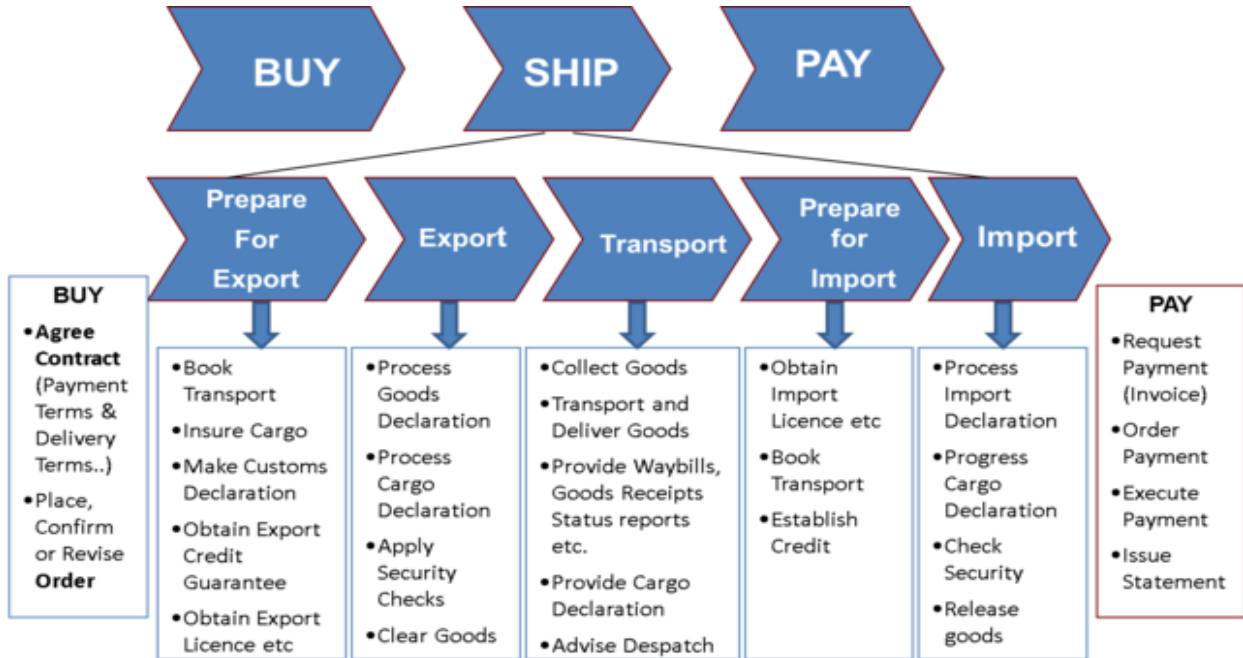 BUY
SHIP
PAY
Prepare
For
Export
Export
Transport
Prepare
for
Import
Import
BUY
•Agree
Contract
(Payment
Terms &
Delivery
Terms..)
•Place,
Confirm
or Revise
Order
•Book
Transport
•Insure Cargo
•Make Customs
Declaration
•Obtain Export
Credit
Guarantee
•Obtain Export
Licence etc
•Process
Goods
Declaration
•Process
Cargo
Declaration
•Apply
Security
Checks
•Clear Goods
•Collect Goods
•Transport and
Deliver Goods
•Provide Waybills,
Goods Receipts
Status reports
etc.
•Provide Cargo
Declaration
•Advise Despatch
•Obtain
Import
Licence etc
•Book
Transport
•Establish
Credit
•Process
Import
Declaration
•Progress
Cargo
Declaration
•Check
Security
•Release
goods
PAY
•Request
Payment
(Invoice)
•Order
Payment
•Execute
Payment
•Issue
Statement